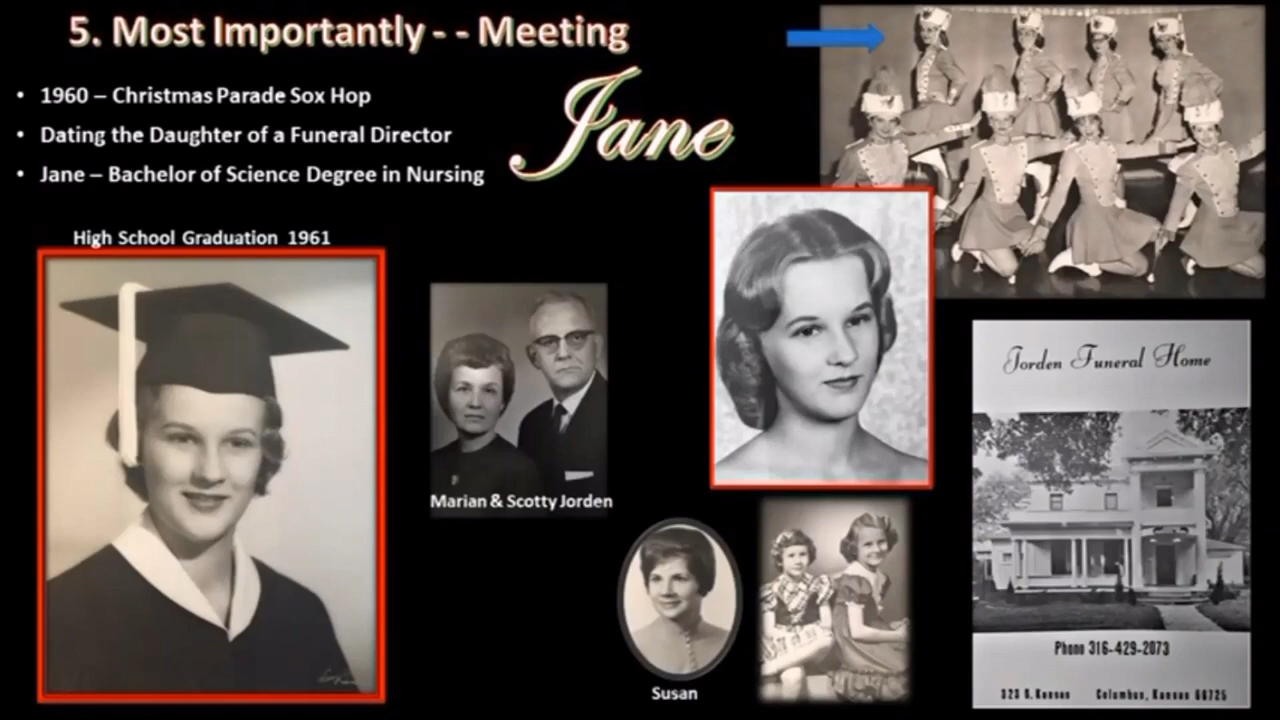 5. Most Importantly - - Meeting
Jane
• 1960 – Christmas Parade Sox Hop
• Dating the Daughter of a Funeral Director
• Jane – Bachelor of Science Degree in Nursing
High School Graduation 1961
Marian & Scotty Jorden
Susan
Jorden Funeral Home
Phone 316-429-2073
323 S. Kansas Columbus, Kansas 66725